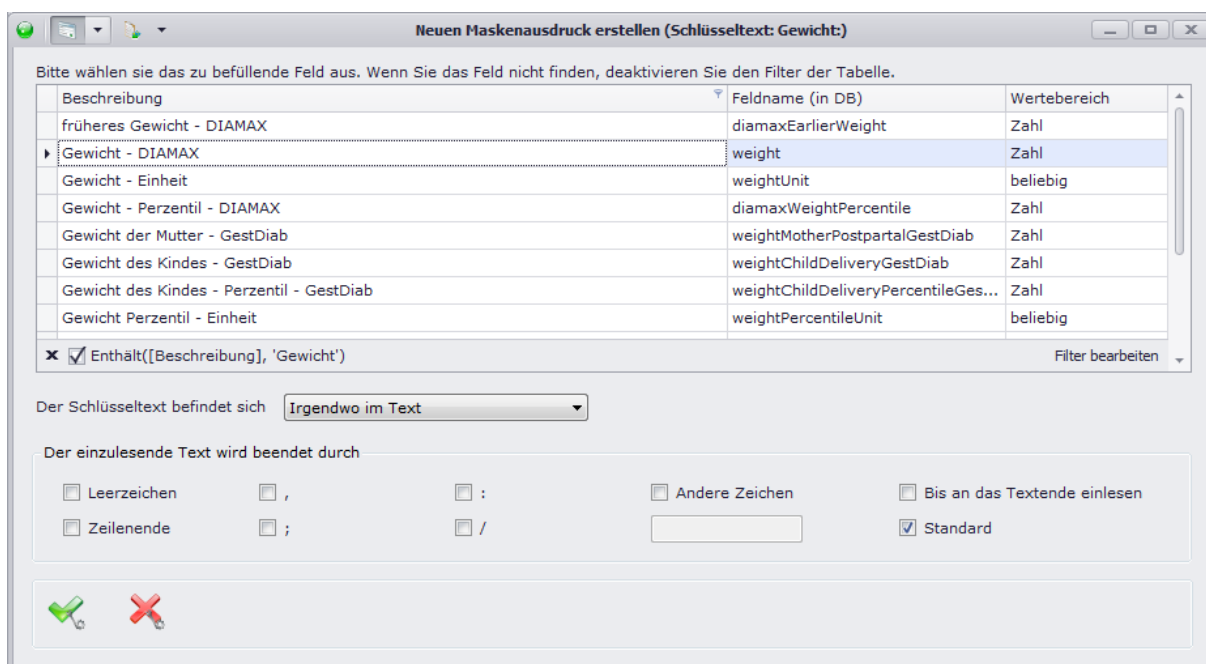 Neuen Maskenausdruck erstellen (Schlüsseltext: Gewicht:)
Bitte wählen sie das zu befüllende Feld aus. Wenn Sie das Feld nicht finden, deaktivieren Sie den Filter der Tabelle.
Beschreibung Feldname (in DB) Wertebereich
früheres Gewicht - DIAMAX diamaxEarlierWeight Zahl
Gewicht - DIAMAX weight Zahl
Gewicht - Einheit weightUnit beliebig
Gewicht - Perzentil - DIAMAX diamaxWeightPercentile Zahl
Gewicht der Mutter - GestDiab weightMotherPostpartalGestDiab Zahl
Gewicht des Kindes - GestDiab weightChildDeliveryGestDiab Zahl
Gewicht des Kindes - Perzentil - GestDiab weightChildDeliveryPercentileGes... Zahl
Gewicht Perzentil - Einheit weightPercentileUnit beliebig
Enthält([Beschreibung], 'Gewicht') Filter bearbeiten
Der Schlüsseltext befindet sich Irgendwo im Text
Der einzulesende Text wird beendet durch
Leerzeichen , : Andere Zeichen Bis an das Textende einlesen
Zeilenende ; / Standard